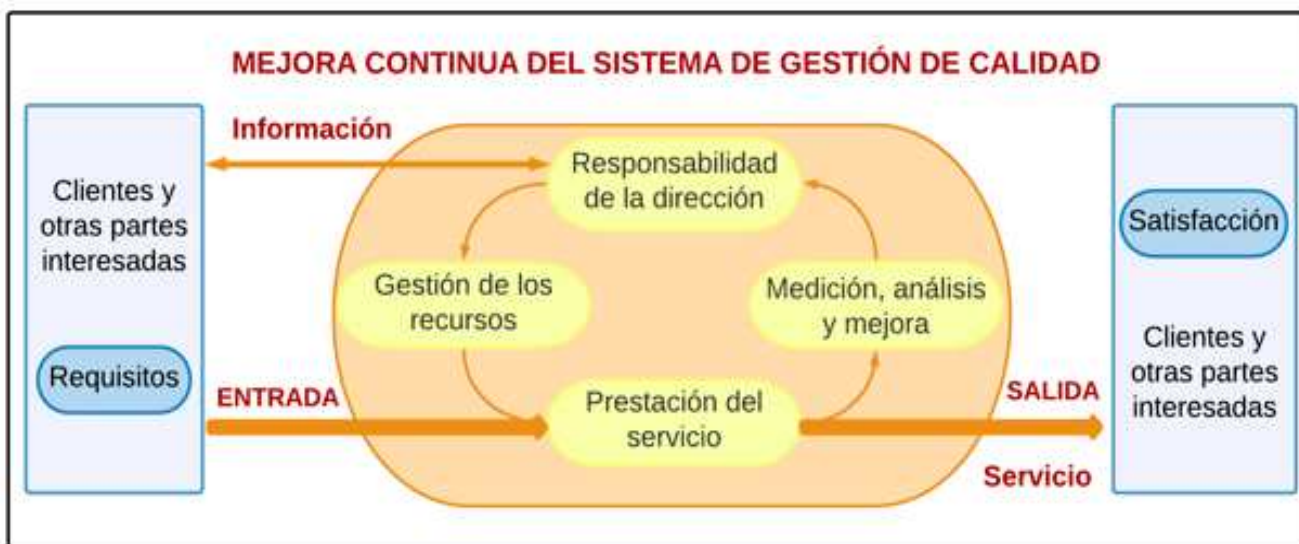 MEJORA CONTINUA DEL SISTEMA DE GESTIÓN DE CALIDAD
Clientes y
otras partes
interesadas
Requisitos
Información
ENTRADA
Responsabilidad
de la dirección
Gestión de los
recursos
Medición, análisis
y mejora
Prestación del
servicio
SALIDA
Servicio
Satisfacción
Clientes y
otras partes
interesadas